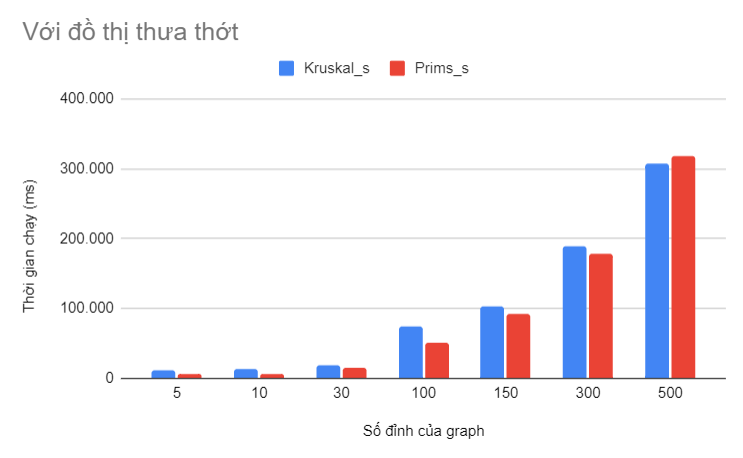 Với đồ thị thưa thớt
Kruskal_s Prims_s
400.000
300.000
200.000
100.000
0
Thời gian chạy (ms)
5 10 30 100 150 300 500
Số đỉnh của graph